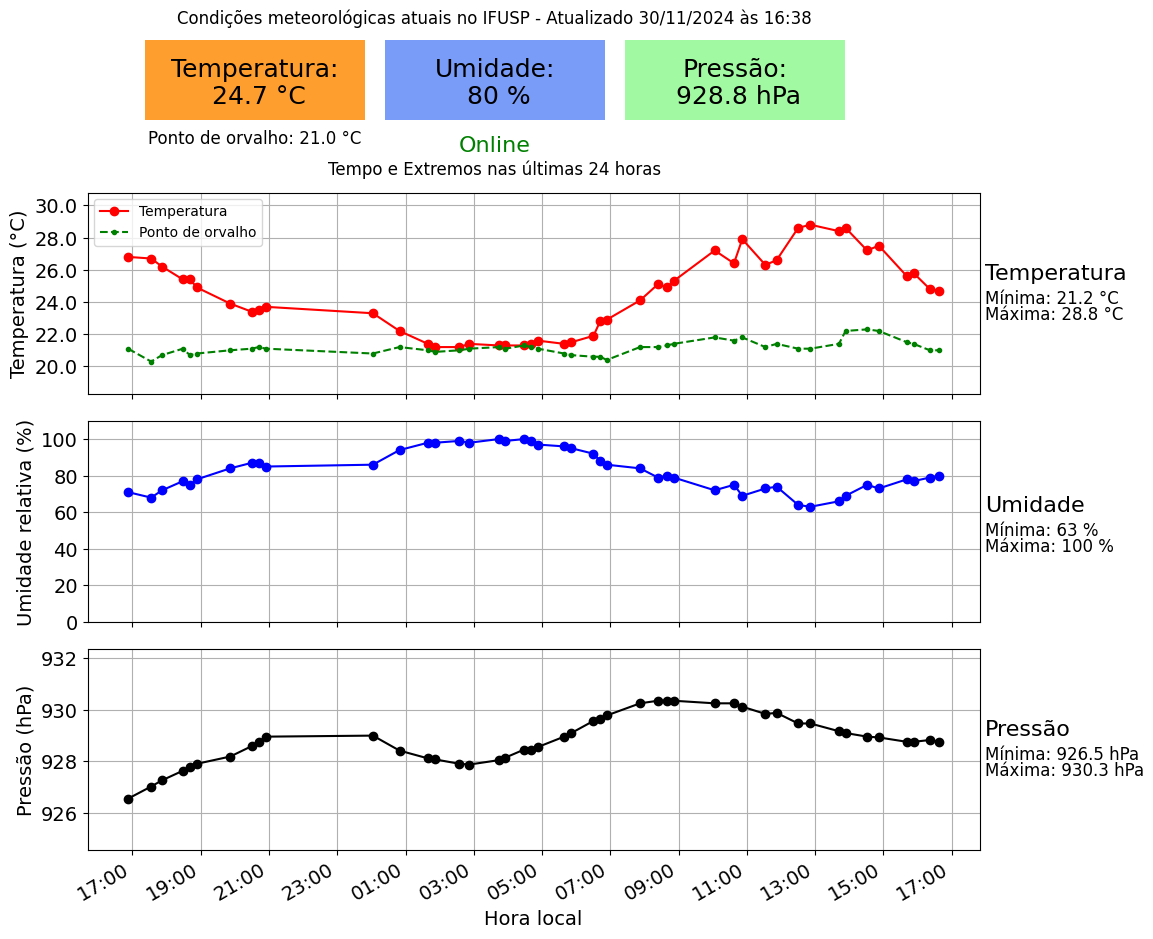 Condições meteorológicas atuais no IFUSP - Atualizado 30/11/2024 às 16:38
Temperatura:
24.7 °C
Umidade:
80 %
Pressão:
928.8 hPa
Ponto de orvalho: 21.0 °C
Online
Tempo e Extremos nas últimas 24 horas
Temperatura (°C)
30.0
28.0
26.0
24.0
22.0
20.0
Temperatura
Ponto de orvalho
Temperatura
Mínima: 21.2 °C
Máxima: 28.8 °C
Umidade relativa (%)
100
80
60
40
20
0
Umidade
Mínima: 63 %
Máxima: 100 %
Pressão (hPa)
932
930
928
926
Pressão
Mínima: 926.5 hPa
Máxima: 930.3 hPa
17:00
19:00
21:00
23:00
01:00
03:00
05:00
07:00
09:00
11:00
13:00
15:00
17:00
Hora local